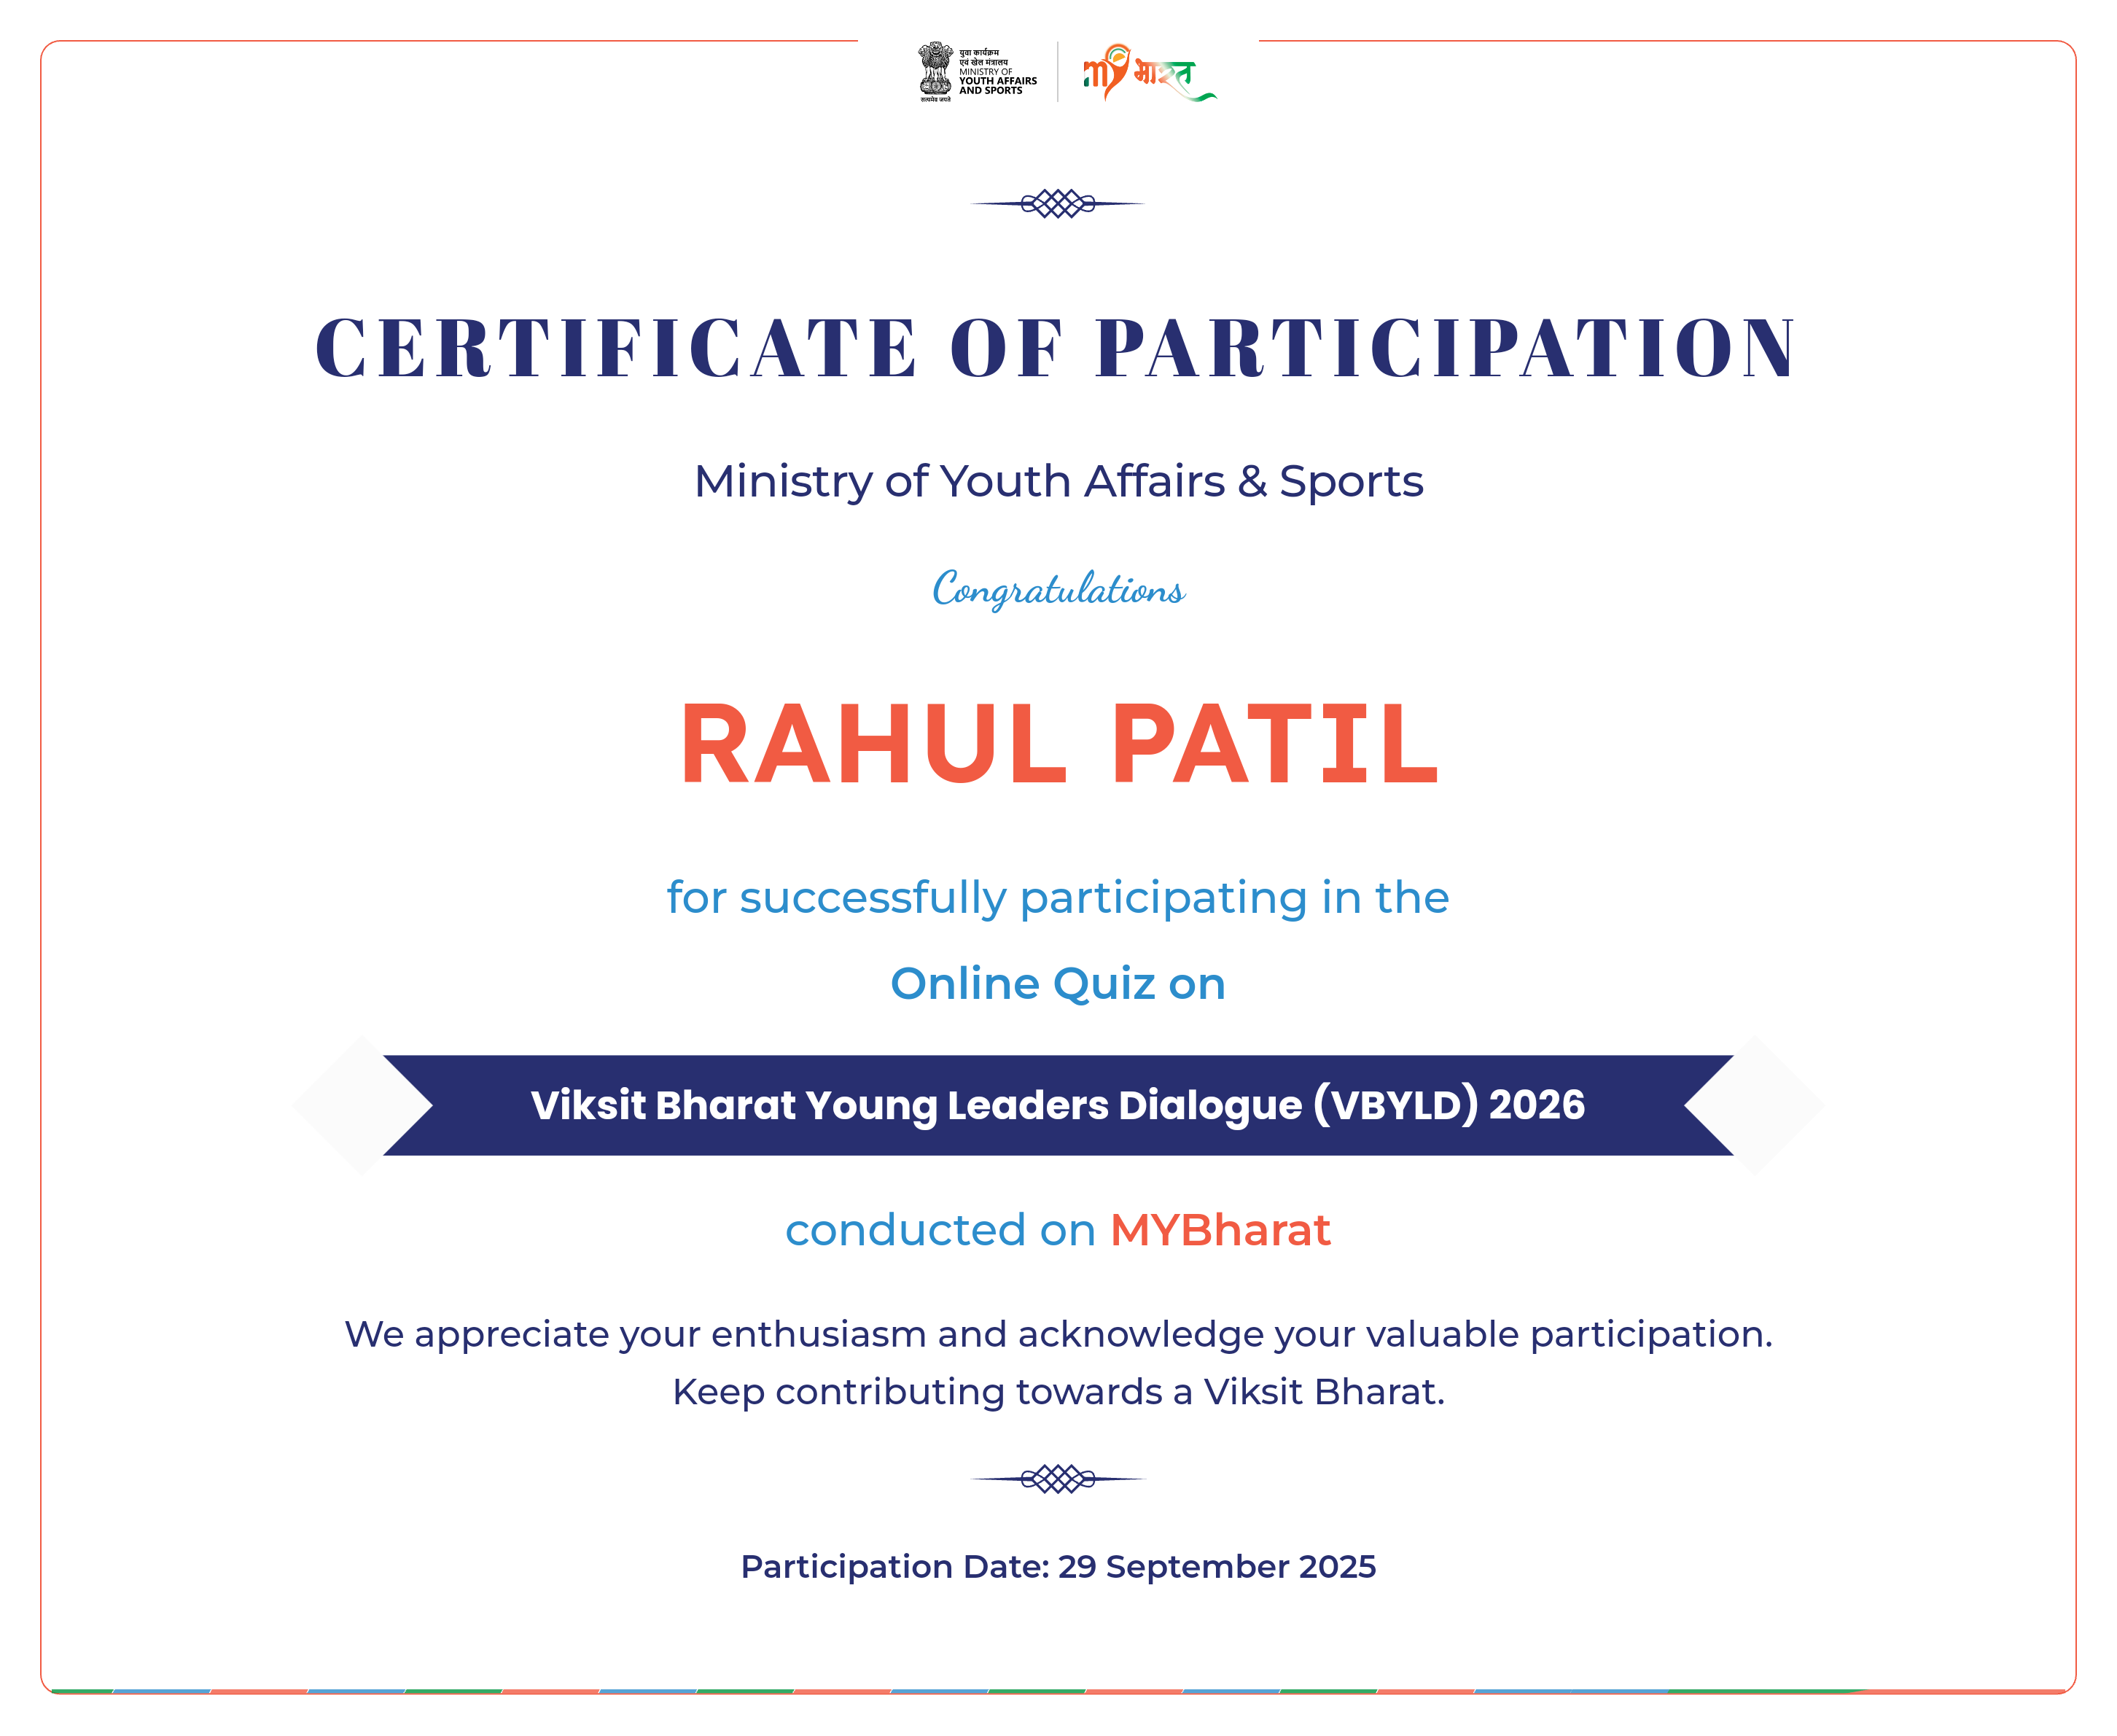 युवा कार्यक्रम
एवं खेल मंत्रालय
MINISTRY OF
YOUTH AFFAIRS
AND SPORTS
सत्यमेव जयते
my भारत
CERTIFICATE OF PARTICIPATION
Ministry of Youth Affairs & Sports
Congratulations
RAHUL PATIL
for successfully participating in the
Online Quiz on
Viksit Bharat Young Leaders Dialogue (VBYLD) 2026
conducted on MYBharat
We appreciate your enthusiasm and acknowledge your valuable participation.
Keep contributing towards a Viksit Bharat.
Participation Date: 29 September 2025